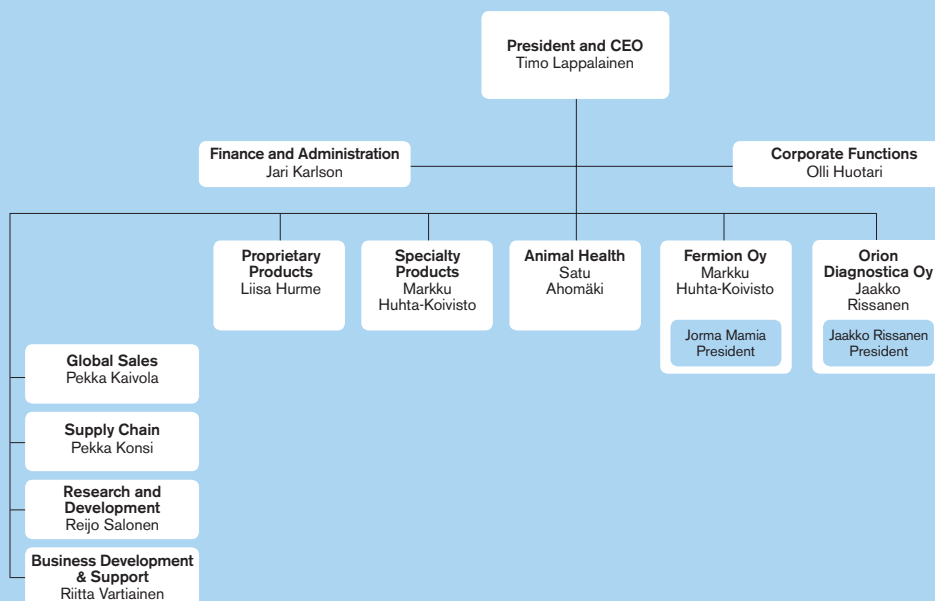 President and CEO
Timo Lappalainen
Finance and Administration
Jari Karlson
Corporate Functions
Olli Huotari
Proprietary
Products
Liisa Hurme
Specialty
Products
Markku
Huhta-Koivisto
Animal Health
Satu
Ahomäki
Fermion Oy
Markku
Huhta-Koivisto
Jorma Mamia
President
Orion
Diagnostica Oy
Jaakko
Rissanen
Jaakko Rissanen
President
Global Sales
Pekka Kaivola
Supply Chain
Pekka Konsi
Research and
Development
Reijo Salonen
Business Development
& Support
Riitta Vartiainen